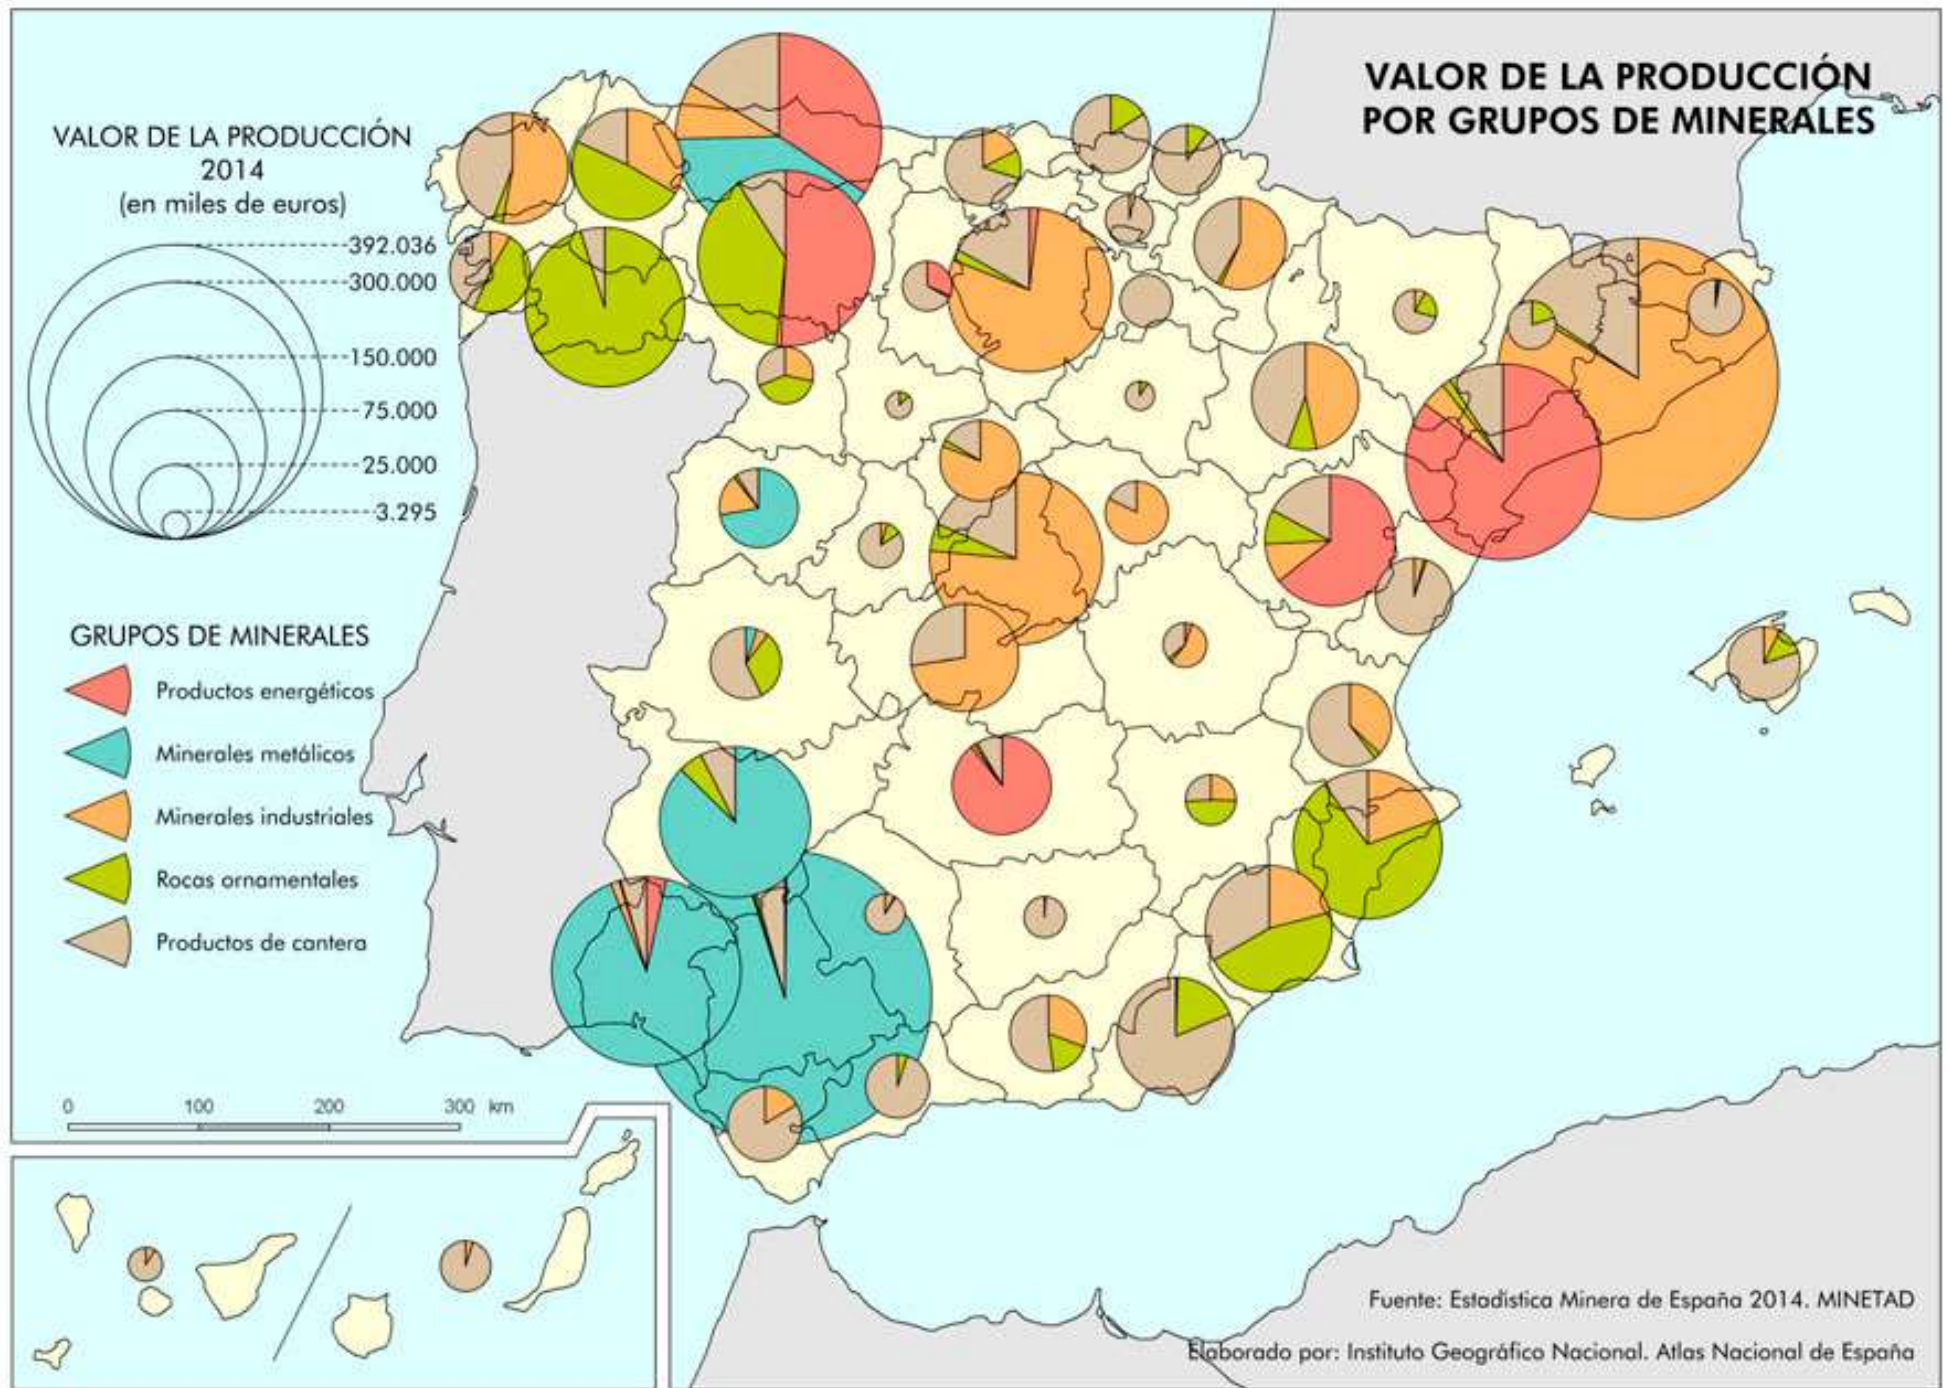 VALOR DE LA PRODUCCIÓN
POR GRUPOS DE MINERALES
VALOR DE LA PRODUCCIÓN
2014
(en miles de euros)
392.036
300.000
150.000
75.000
25.000
3.295
GRUPOS DE MINERALES
Productos energéticos
Minerales metálicos
Minerales industriales
Rocas ornamentales
Productos de cantera
0 100 200 300 km
Fuente: Estadística Minera de España 2014. MINETAD
Elaborado por: Instituto Geográfico Nacional. Atlas Nacional de España